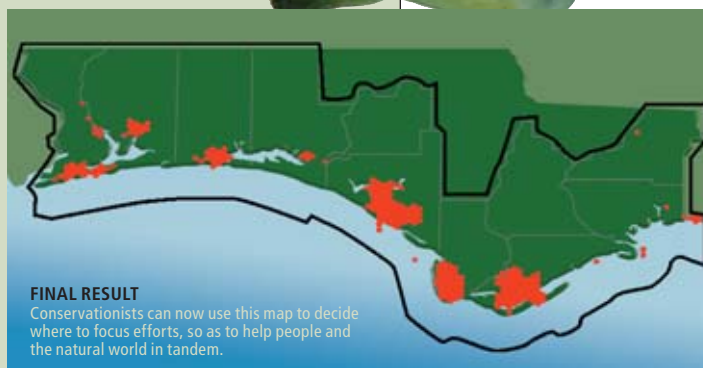 FINAL RESULT
Conservationists can now use this map to decide
where to focus efforts, so as to help people and
the natural world in tandem.